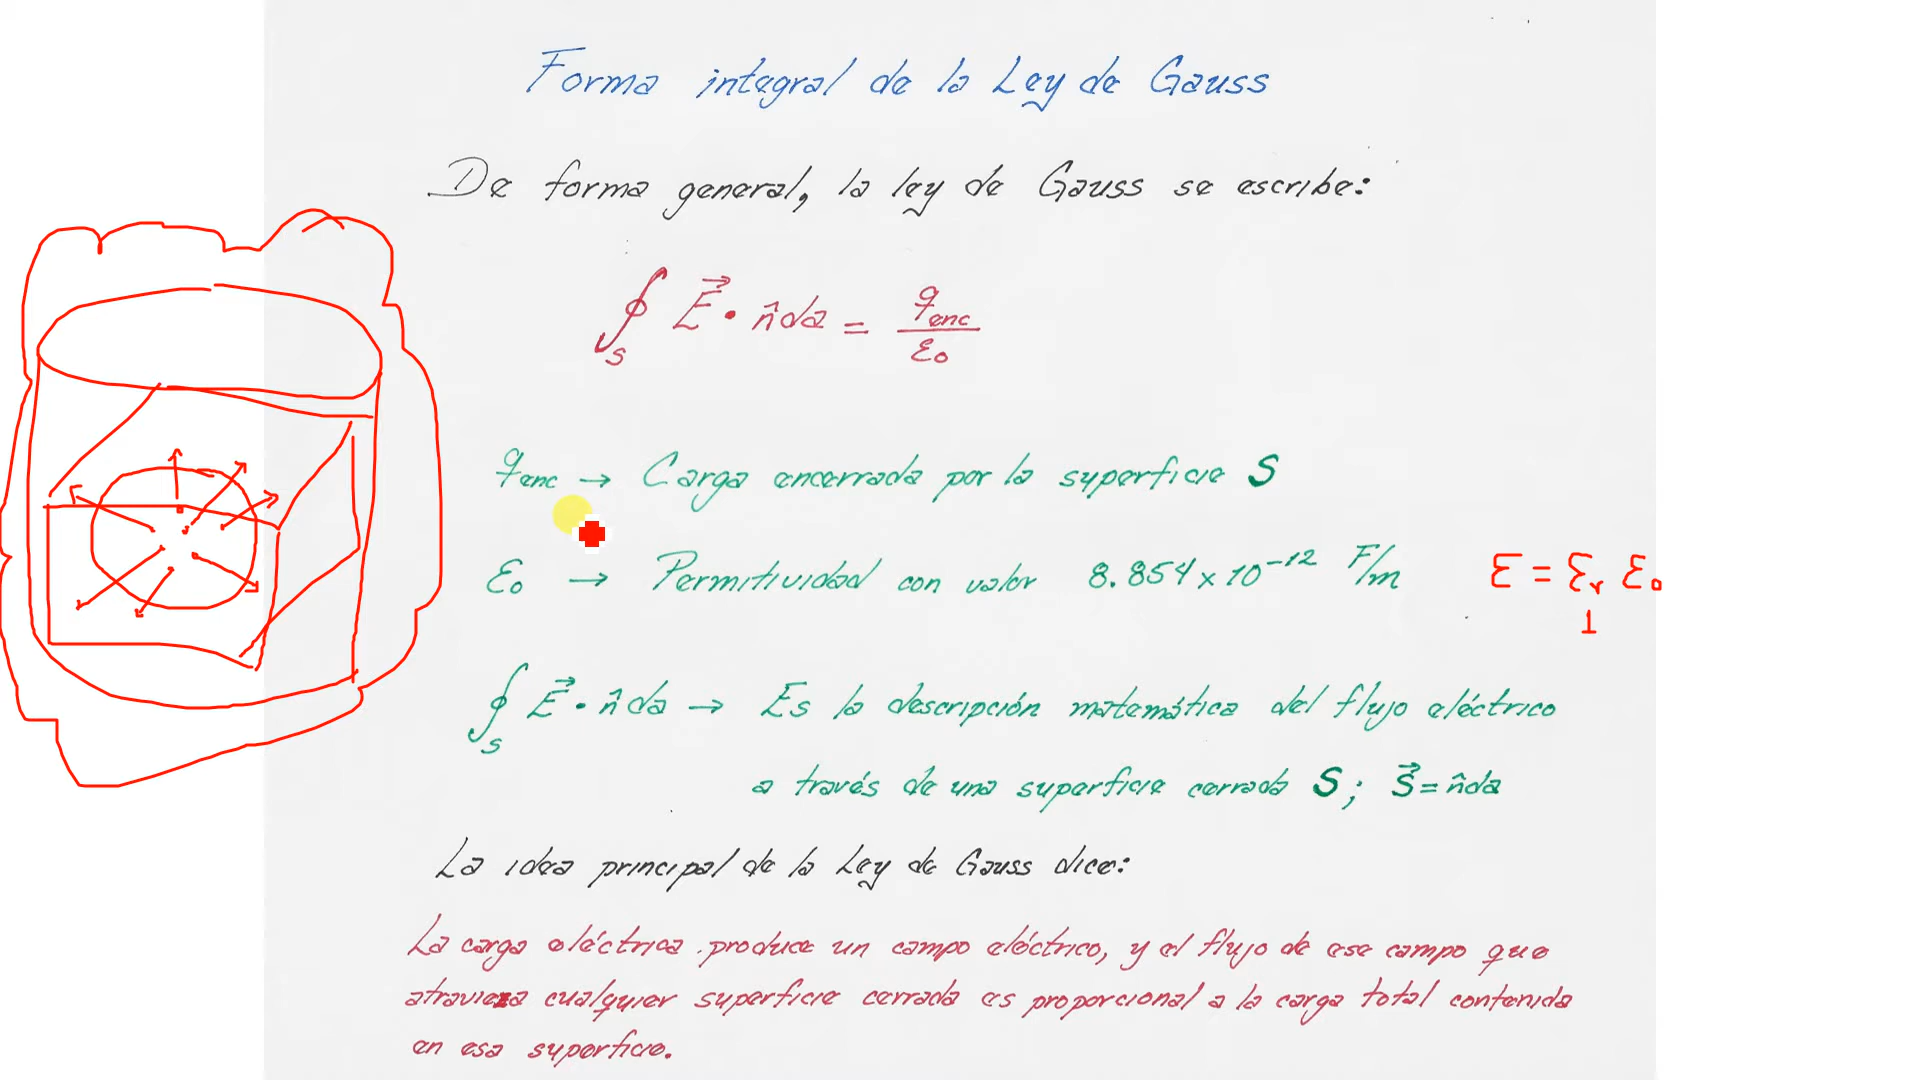 Forma integral de la Ley de Gauss
De forma general, la ley de Gauss se escribe:
∮_S E⃗ • n̂ da = q_enc / ε₀
q_enc → Carga encerrada por la superficie S
ε₀ → Permitividad con valor 8.854 x 10⁻¹² F/m
ε = εr ε₀
1
∮_S E⃗ • n̂ da → Es la descripción matemática del flujo eléctrico
a través de una superficie cerrada S; S⃗ = n̂ da
La idea principal de la Ley de Gauss dice:
La carga eléctrica produce un campo eléctrico, y el flujo de ese campo que
atravieza cualquier superficie cerrada es proporcional a la carga total contenida
en esa superficie.